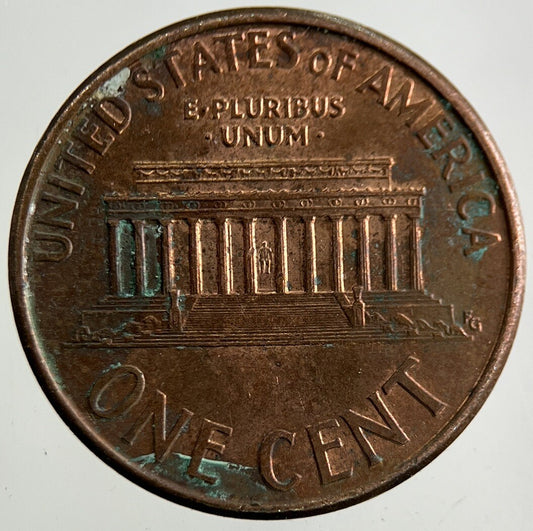 UNITED STATES OF AMERICA
E·PLURIBUS
·UNUM·
FG
ONE CENT